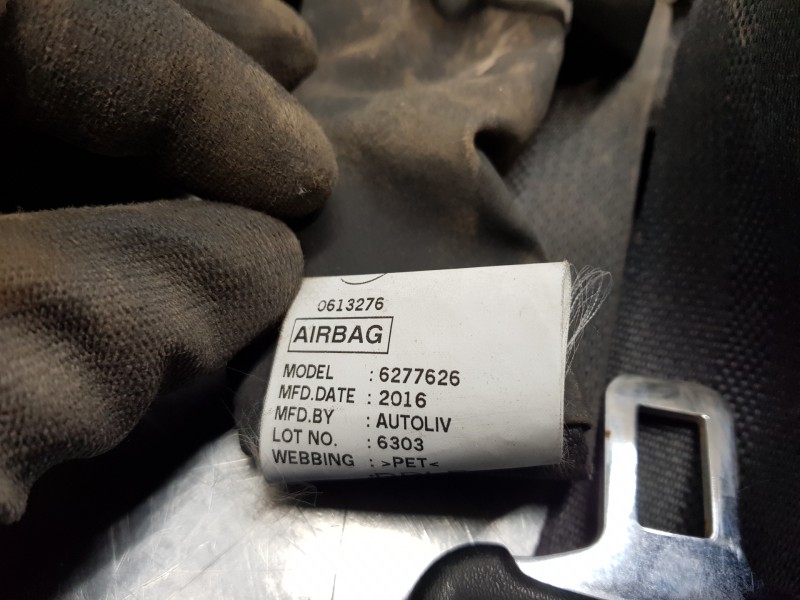 0613276
AIRBAG
MODEL : 6277626
MFD.DATE : 2016
MFD.BY : AUTOLIV
LOT NO. : 6303
WEBBING : >PET<